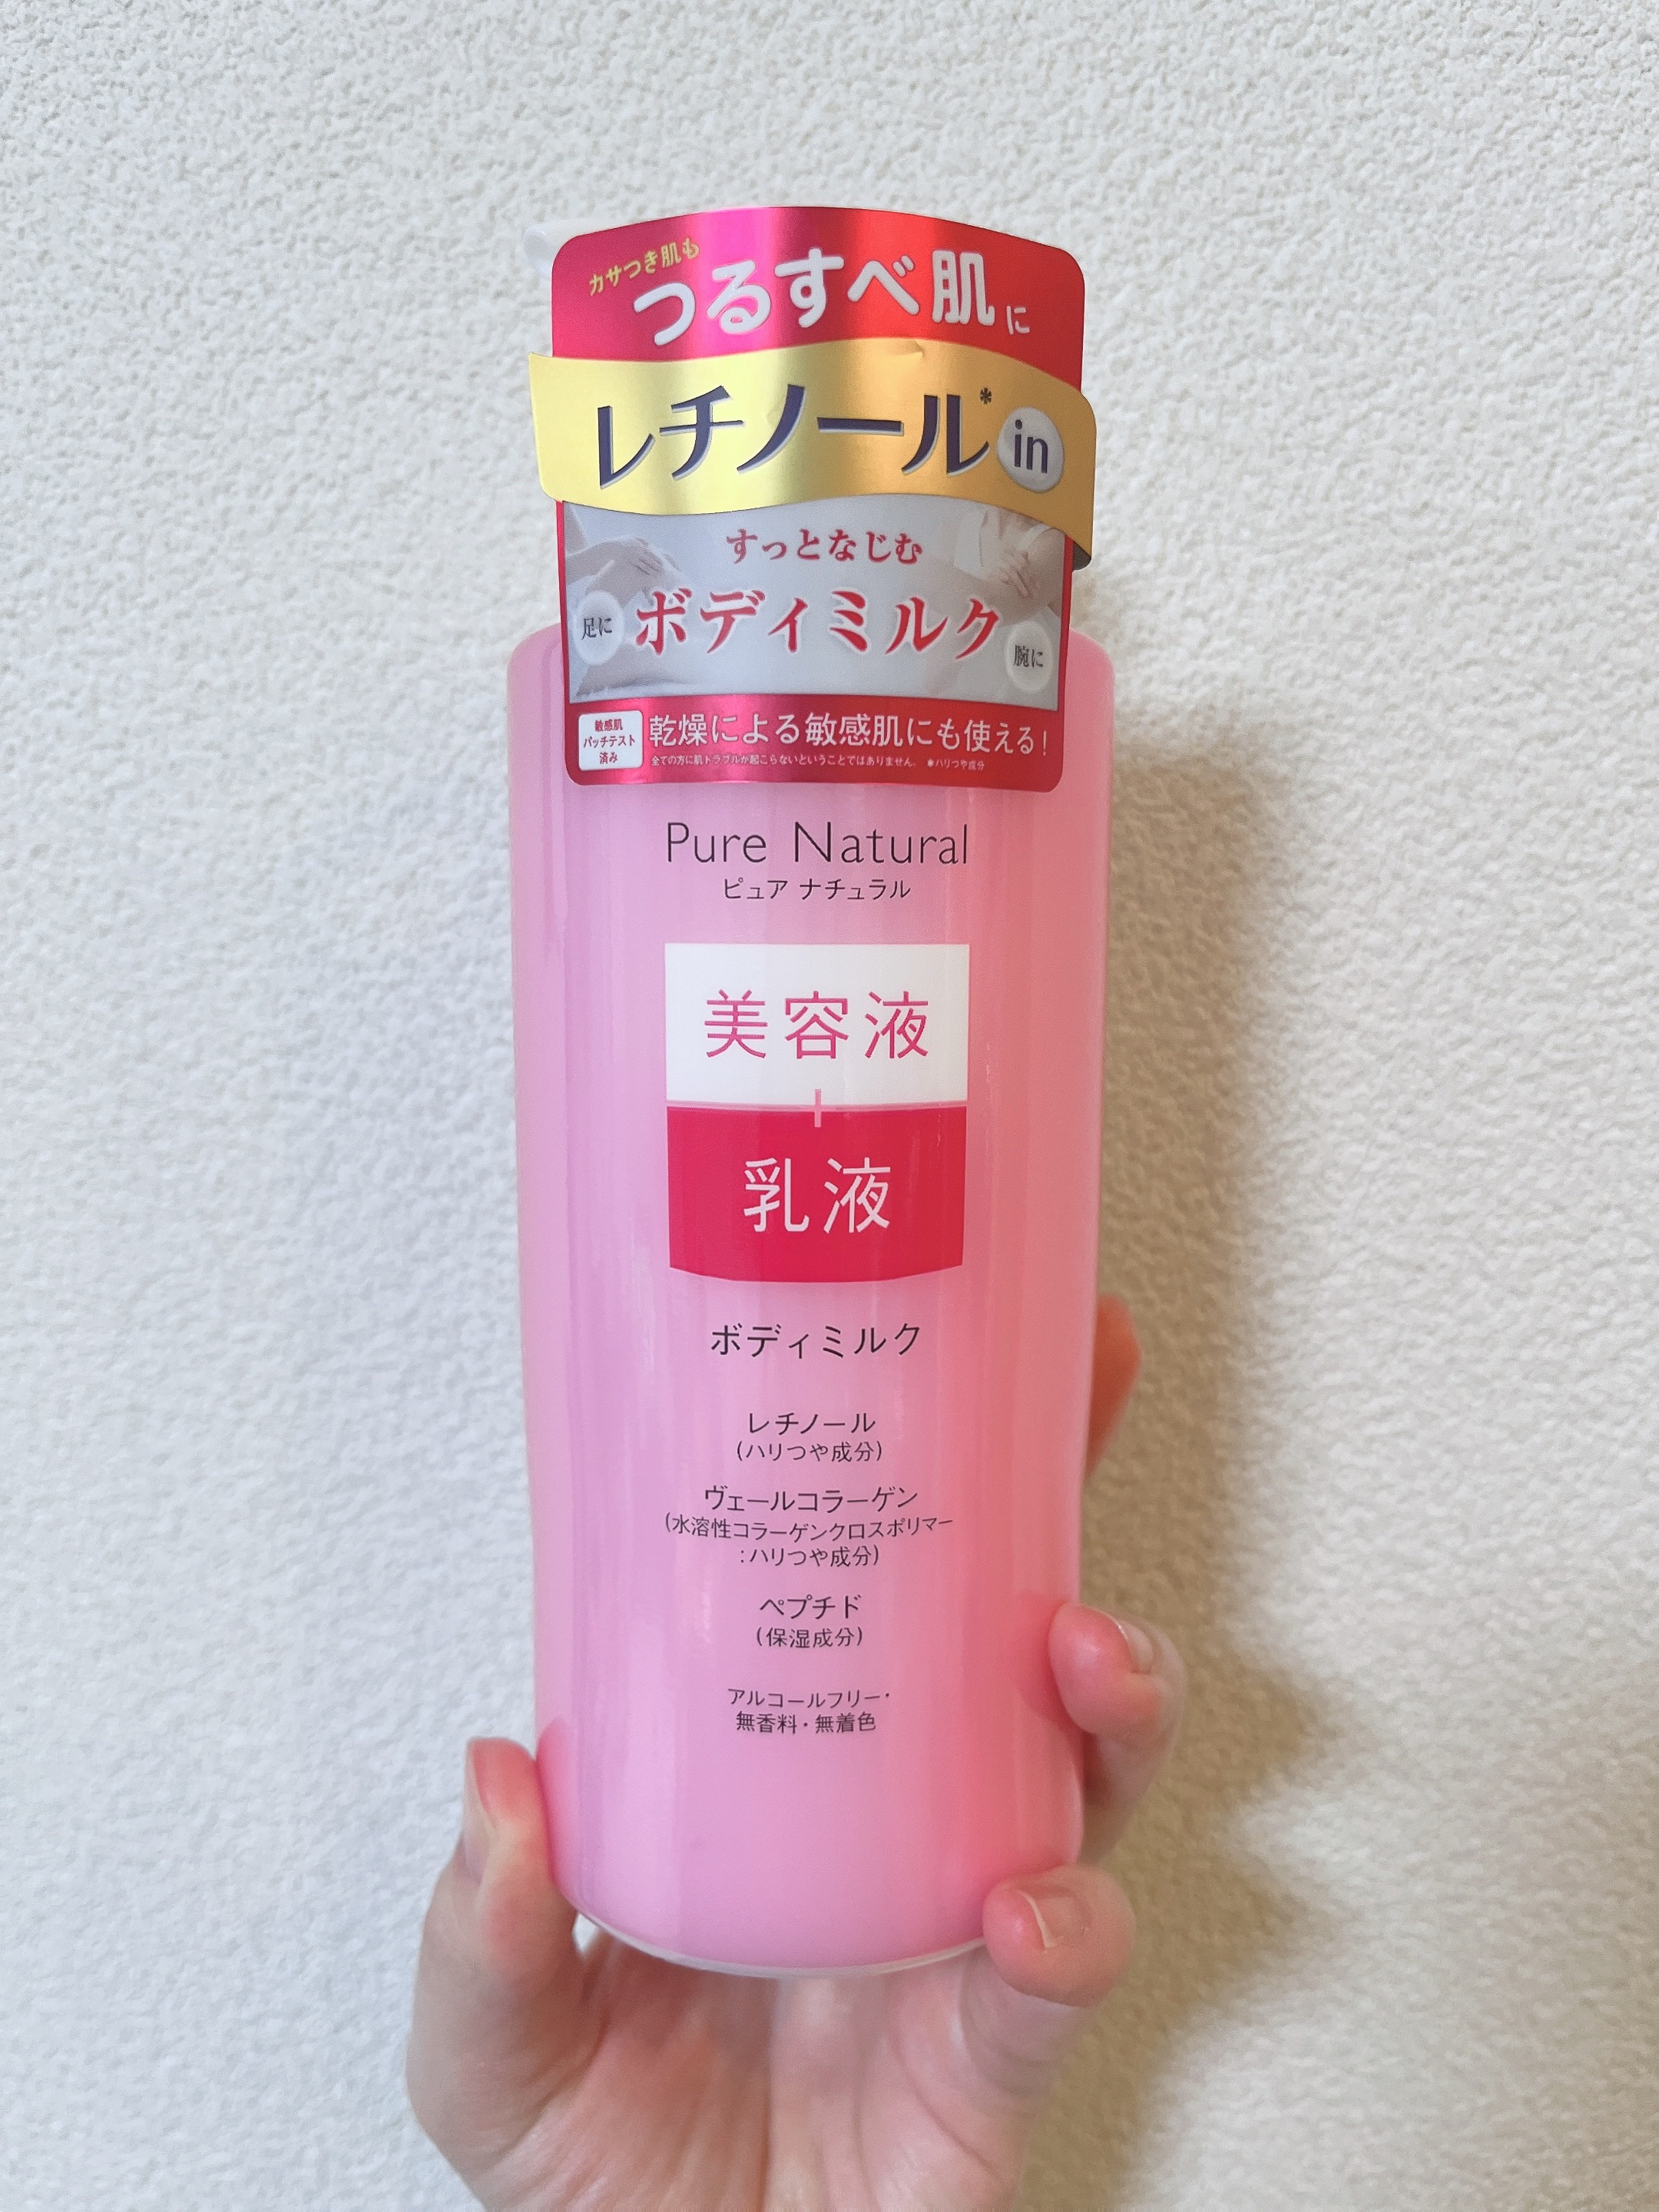 カサつき肌も
つるすべ肌に
レチノール* in
すっとなじむ
足に
ボディミルク
腕に
敏感肌
パッチテスト
済み
乾燥による敏感肌にも使える!
全ての方に肌トラブルが起こらないということではありません。 *ハリつや成分
Pure Natural
ピュア ナチュラル
美容液
+
乳液
ボディミルク
レチノール
(ハリつや成分)
ヴェールコラーゲン
(水溶性コラーゲンクロスポリマー
:ハリつや成分)
ペプチド
(保湿成分)
アルコールフリー・
無香料・無着色